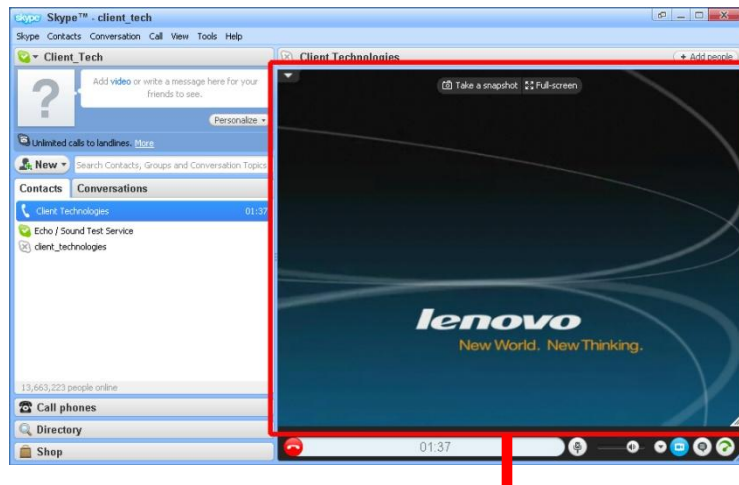 skype Skype™ - client_tech
Skype Contacts Conversation Call View Tools Help
Client_Tech
Add video or write a message here for your
friends to see.
Personalize
Unlimited calls to landlines. More
New Search Contacts, Groups and Conversation Topics
Contacts Conversations
Client Technologies 01:37
Echo / Sound Test Service
client_technologies
13,663,223 people online
Call phones
Directory
Shop
Client Technologies + Add people
Take a snapshot Full-screen
lenovo
New World. New Thinking.
01:37